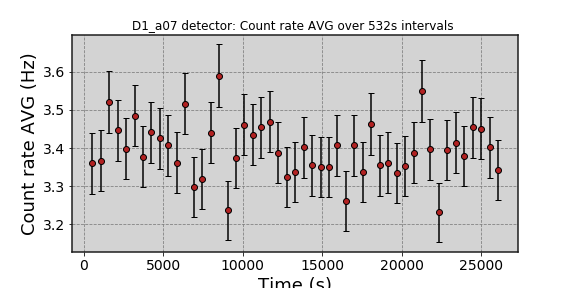 D1_a07 detector: Count rate AVG over 532s intervals
Count rate AVG (Hz)
3.6
3.5
3.4
3.3
3.2
0 5000 10000 15000 20000 25000
Time (s)